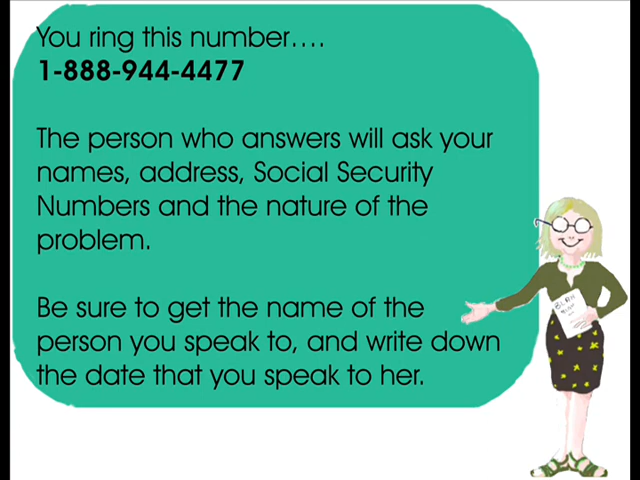 You ring this number....
1-888-944-4477
The person who answers will ask your
names, address, Social Security
Numbers and the nature of the
problem.
Be sure to get the name of the
person you speak to, and write down
the date that you speak to her.
BLAH